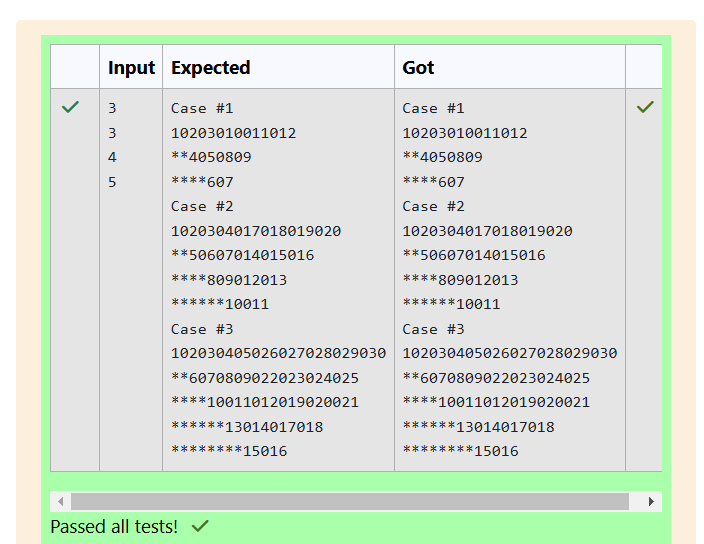 Input Expected Got
3 Case #1 Case #1
3 10203010011012 10203010011012
4 **4050809 **4050809
5 ****607 ****607
Case #2 Case #2
1020304017018019020 1020304017018019020
**50607014015016 **50607014015016
****809012013 ****809012013
******10011 ******10011
Case #3 Case #3
102030405026027028029030 102030405026027028029030
**6070809022023024025 **6070809022023024025
****10011012019020021 ****10011012019020021
******13014017018 ******13014017018
********15016 ********15016
Passed all tests!